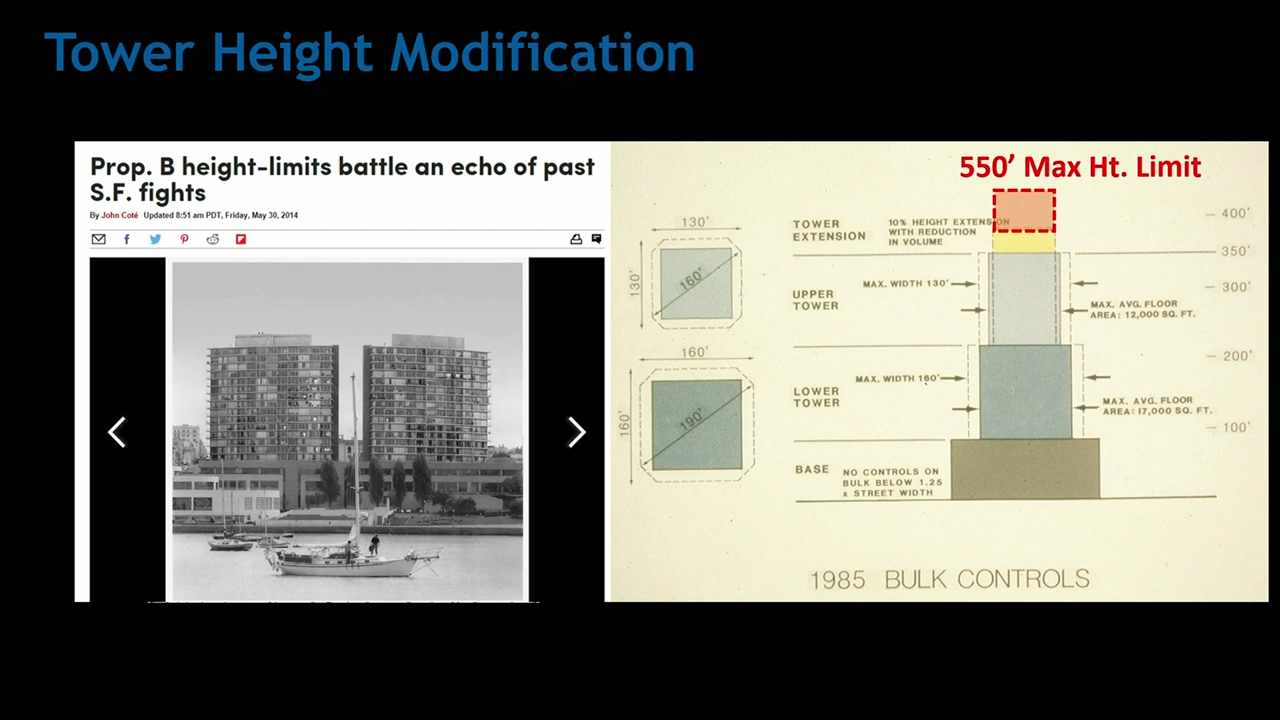 Tower Height Modification
Prop. B height-limits battle an echo of past
S.F. fights
By John Coté Updated 8:51 am PDT, Friday, May 30, 2014
f
550’ Max Ht. Limit
130'
130'
160'
160'
160'
190'
TOWER
EXTENSION
10% HEIGHT EXTENSION
WITH REDUCTION
IN VOLUME
400'
350'
UPPER
TOWER
MAX. WIDTH 130'
300'
MAX. AVG. FLOOR
AREA: 12,000 SQ. FT.
200'
LOWER
TOWER
MAX. WIDTH 160'
MAX. AVG. FLOOR
AREA: 17,000 SQ. FT.
100'
BASE
NO CONTROLS ON
BULK BELOW 1.25
x STREET WIDTH
1985 BULK CONTROLS